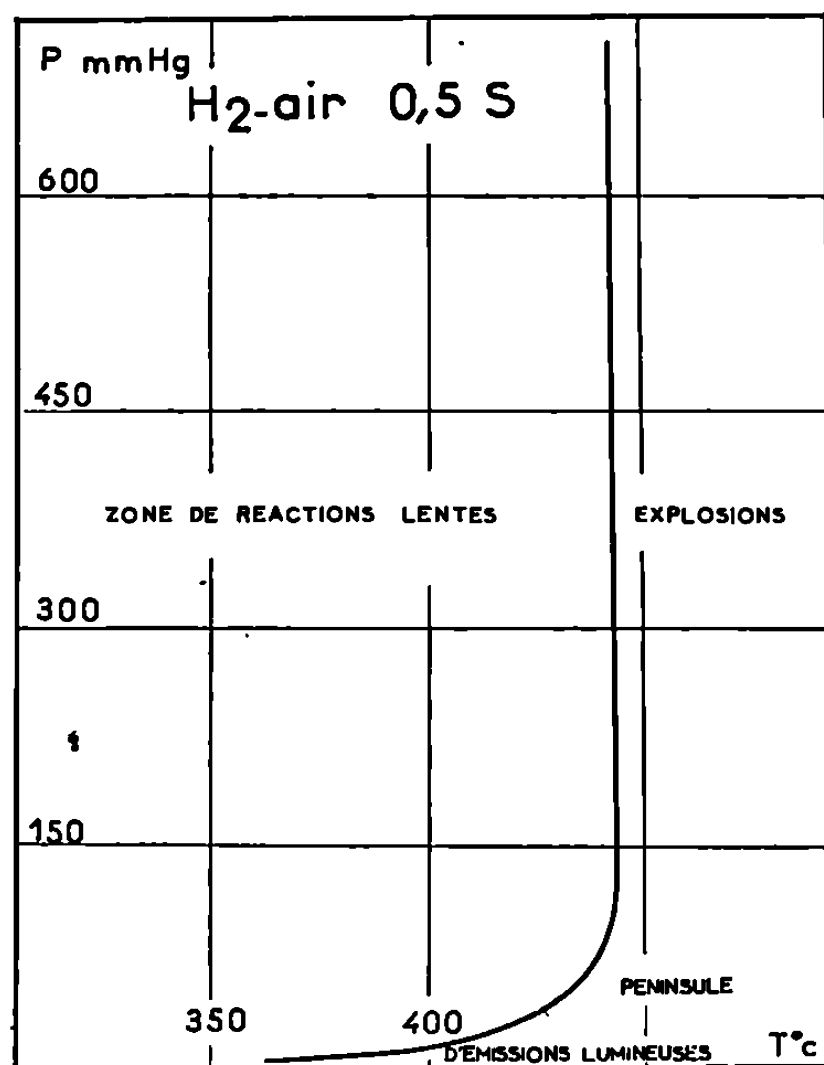 P mmHg
H2-air 0,5 S
600
450
ZONE DE REACTIONS LENTES EXPLOSIONS
300
150
PENINSULE
350 400
D'EMISSIONS LUMINEUSES T°c